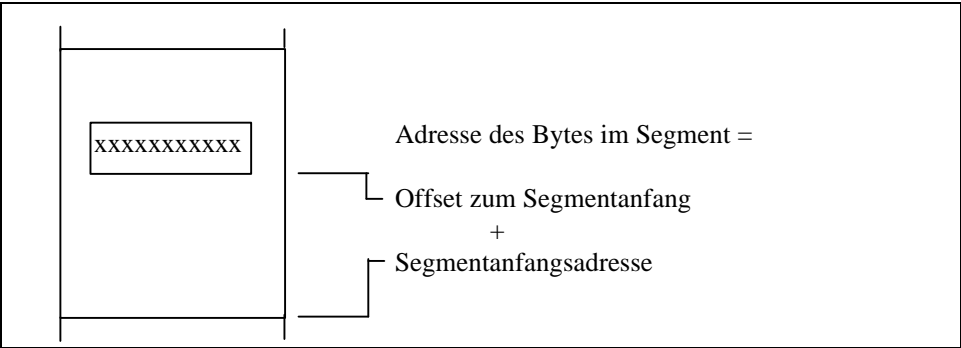 xxxxxxxxxxx
Adresse des Bytes im Segment =
Offset zum Segmentanfang
+
Segmentanfangsadresse